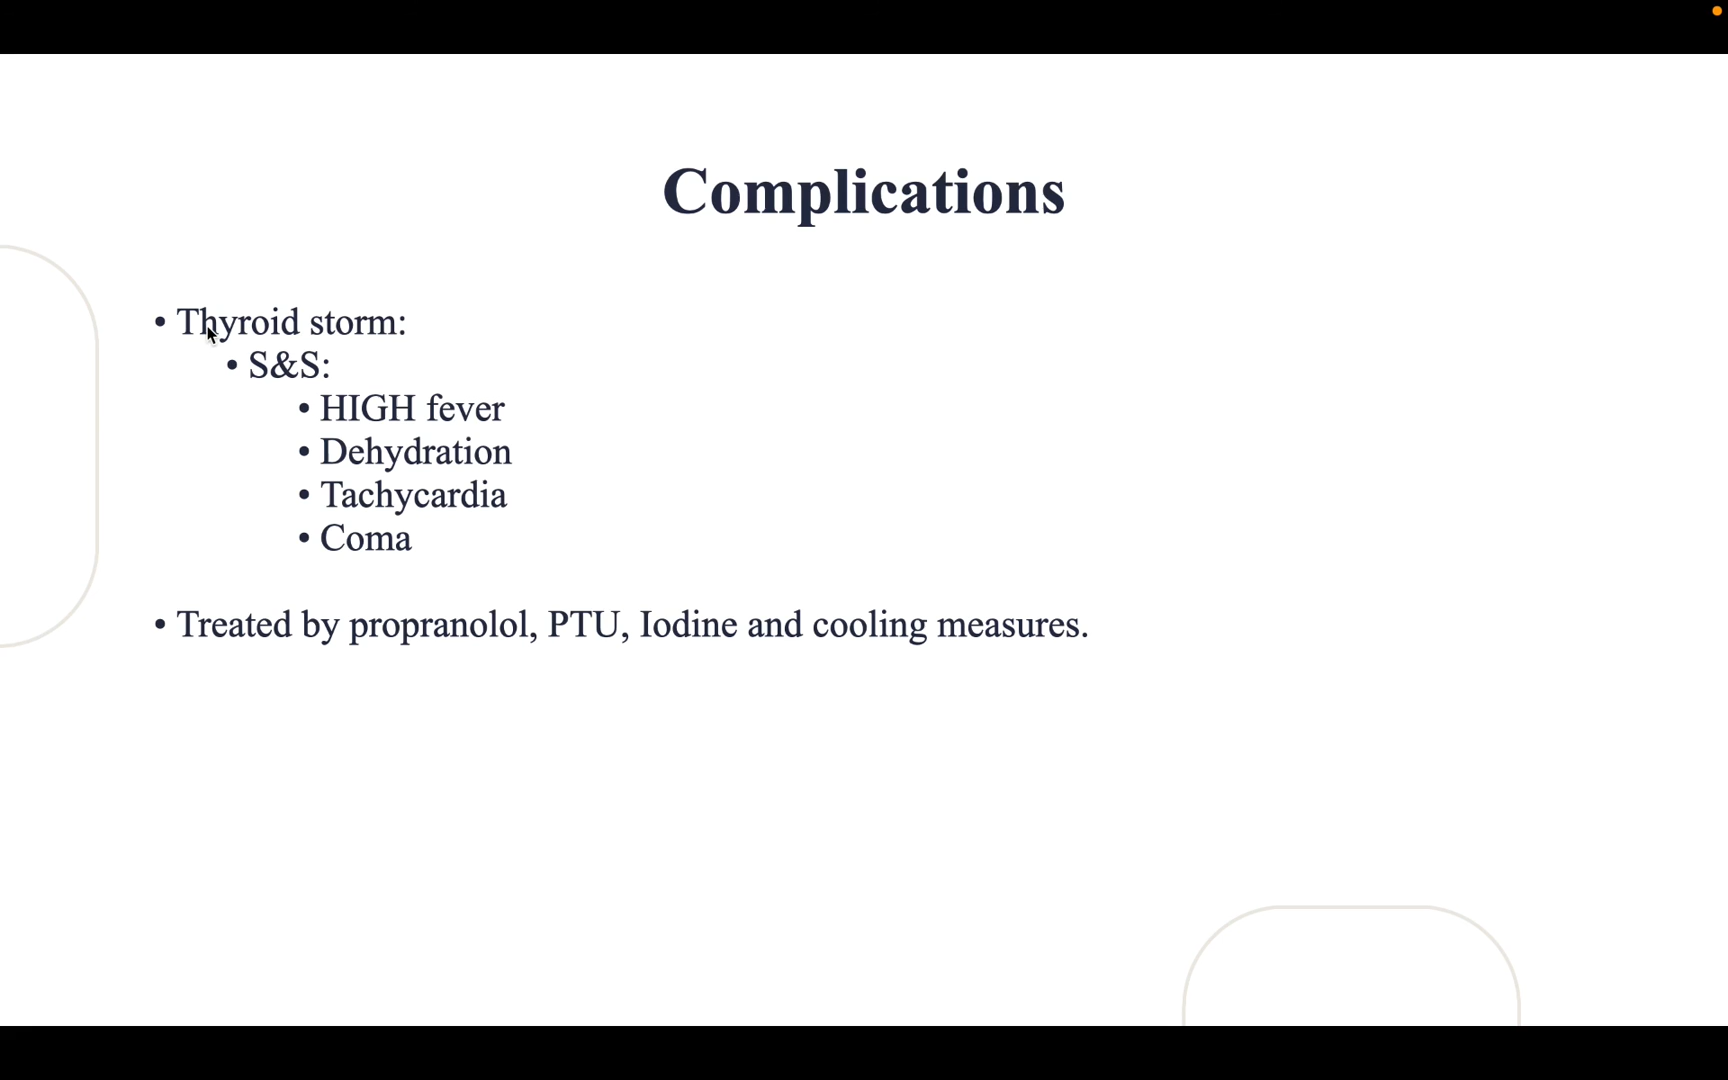 Complications
• Thyroid storm:
• S&S:
• HIGH fever
• Dehydration
• Tachycardia
• Coma
• Treated by propranolol, PTU, Iodine and cooling measures.